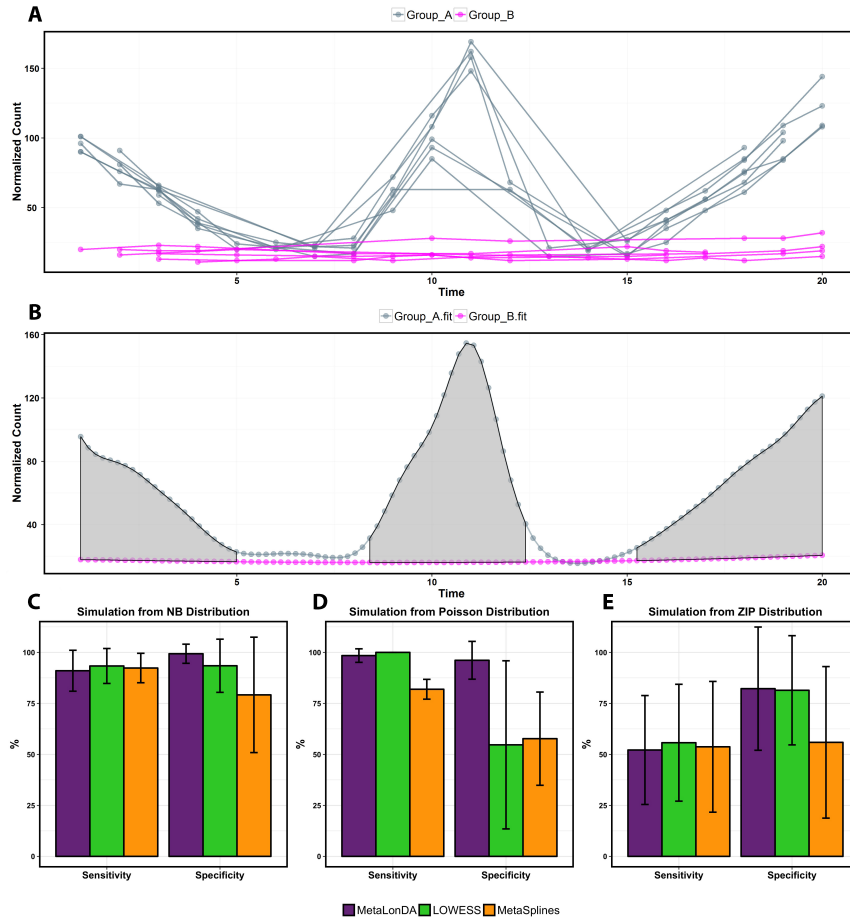 A
Group_A Group_B
Normalized Count
150
100
50
5
10
15
20
Time
B
Group_A.fit Group_B.fit
Normalized Count
160
120
80
40
5
10
15
20
Time
C
Simulation from NB Distribution
%
100
75
50
25
0
Sensitivity
Specificity
D
Simulation from Poisson Distribution
%
100
75
50
25
0
Sensitivity
Specificity
E
Simulation from ZIP Distribution
%
100
75
50
25
0
Sensitivity
Specificity
MetaLonDA LOWESS MetaSplines